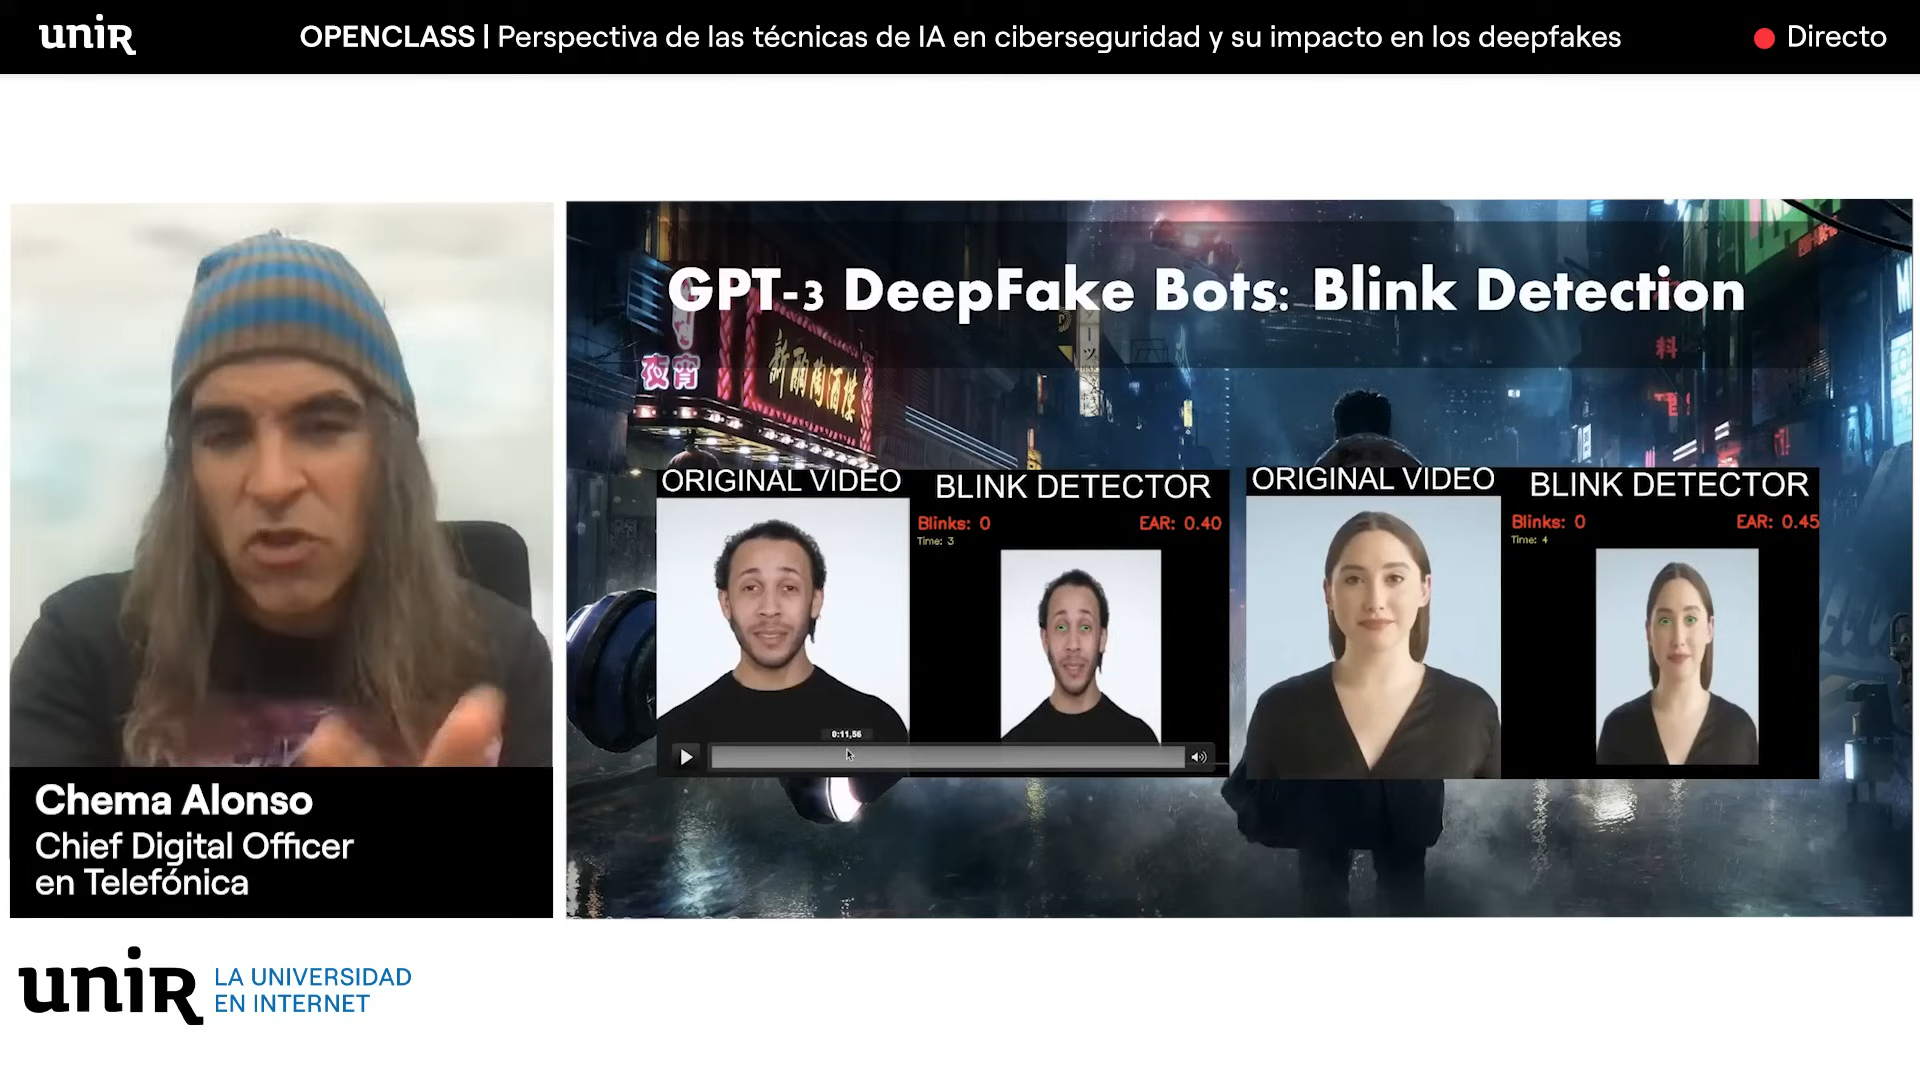 unir
OPENCLASS | Perspectiva de las técnicas de IA en ciberseguridad y su impacto en los deepfakes
Directo
GPT-3 DeepFake Bots: Blink Detection
夜宵
科
ORIGINAL VIDEO
BLINK DETECTOR
Blinks: 0
EAR: 0.40
Time: 3
0:11,56
ORIGINAL VIDEO
BLINK DETECTOR
Blinks: 0
EAR: 0.45
Time: 4
Chema Alonso
Chief Digital Officer
en Telefónica
unir
LA UNIVERSIDAD
EN INTERNET